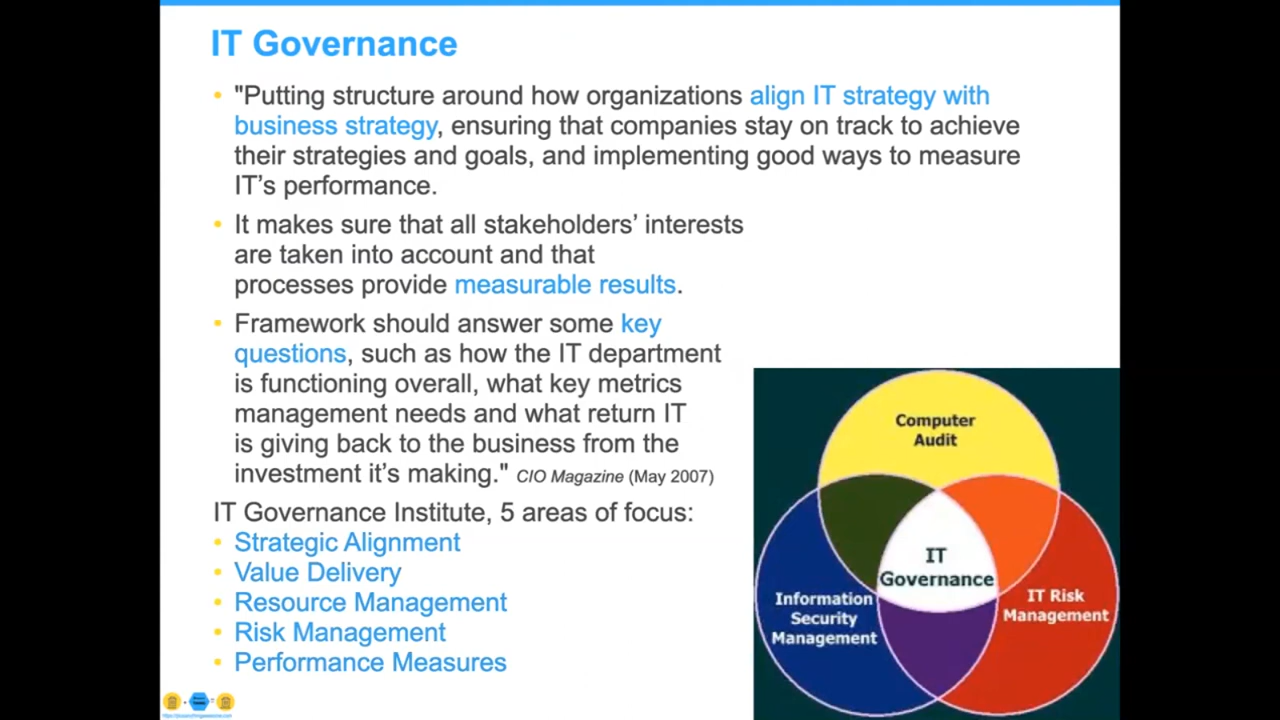 IT Governance
"Putting structure around how organizations align IT strategy with
business strategy, ensuring that companies stay on track to achieve
their strategies and goals, and implementing good ways to measure
IT’s performance.
It makes sure that all stakeholders’ interests
are taken into account and that
processes provide measurable results.
Framework should answer some key
questions, such as how the IT department
is functioning overall, what key metrics
management needs and what return IT
is giving back to the business from the
investment it’s making." CIO Magazine (May 2007)
IT Governance Institute, 5 areas of focus:
Strategic Alignment
Value Delivery
Resource Management
Risk Management
Performance Measures
Computer
Audit
IT
Governance
Information
Security
Management
IT Risk
Management